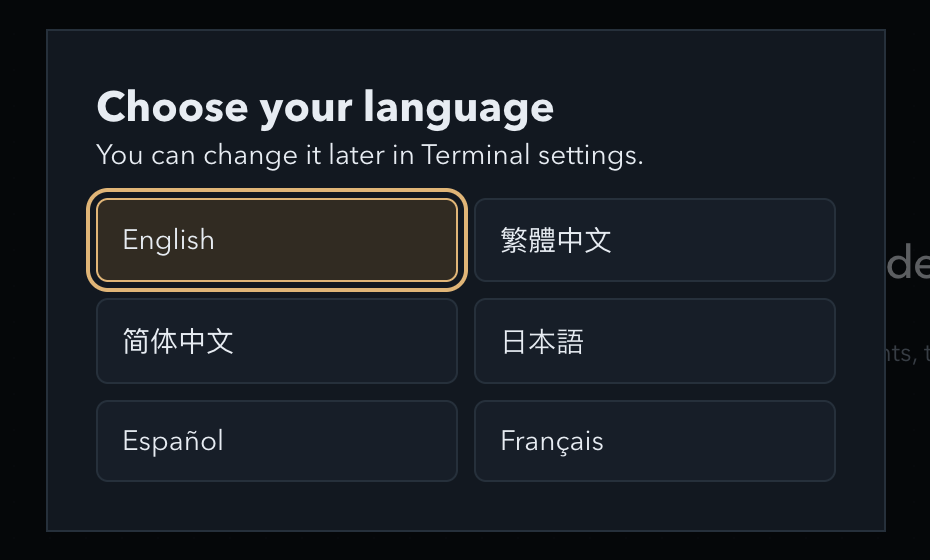 Choose your language
You can change it later in Terminal settings.
English
繁體中文
简体中文
日本語
Español
Français